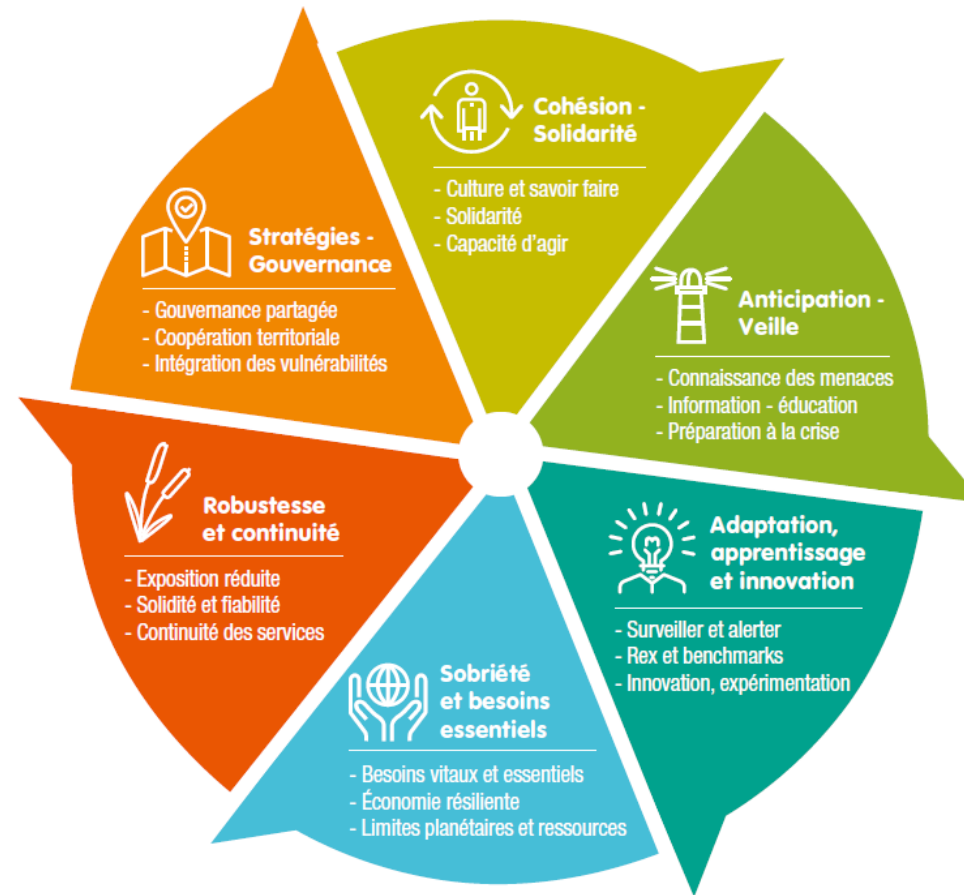 Cohésion -
Solidarité
- Culture et savoir faire
- Solidarité
- Capacité d'agir
Anticipation -
Veille
- Connaissance des menaces
- Information - éducation
- Préparation à la crise
Adaptation,
apprentissage
et innovation
- Surveiller et alerter
- Rex et benchmarks
- Innovation, expérimentation
Sobriété
et besoins
essentiels
- Besoins vitaux et essentiels
- Économie résiliente
- Limites planétaires et ressources
Robustesse
et continuité
- Exposition réduite
- Solidité et fiabilité
- Continuité des services
Stratégies -
Gouvernance
- Gouvernance partagée
- Coopération territoriale
- Intégration des vulnérabilités